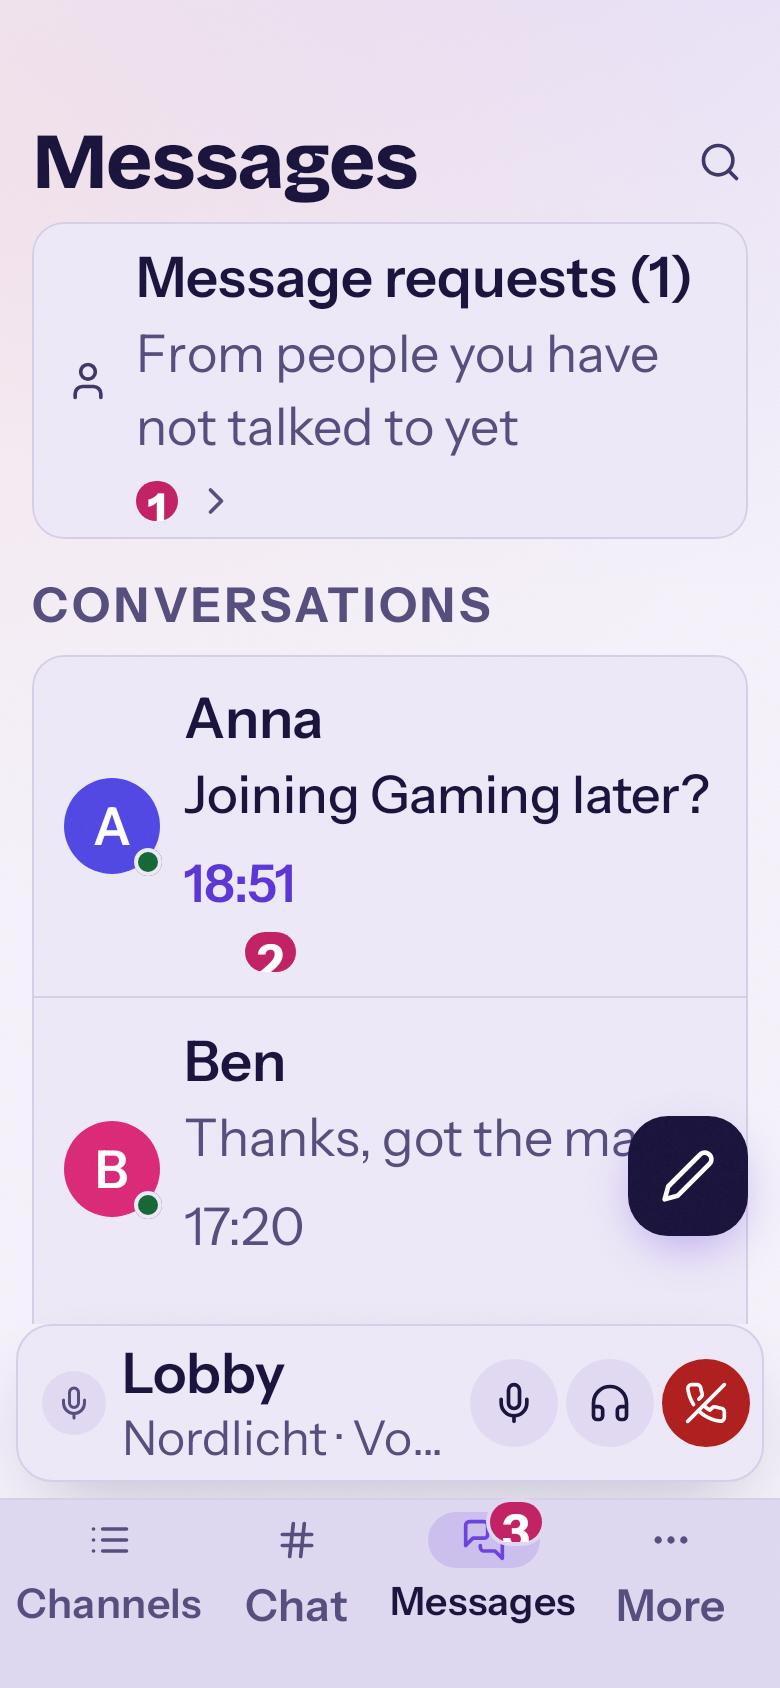 Messages
Message requests (1)
From people you have
not talked to yet
1
CONVERSATIONS
Anna
A
Joining Gaming later?
18:51
2
Ben
B
Thanks, got the ma
17:20
Lobby
Nordlicht · Vo...
3
Channels
Chat
Messages
More